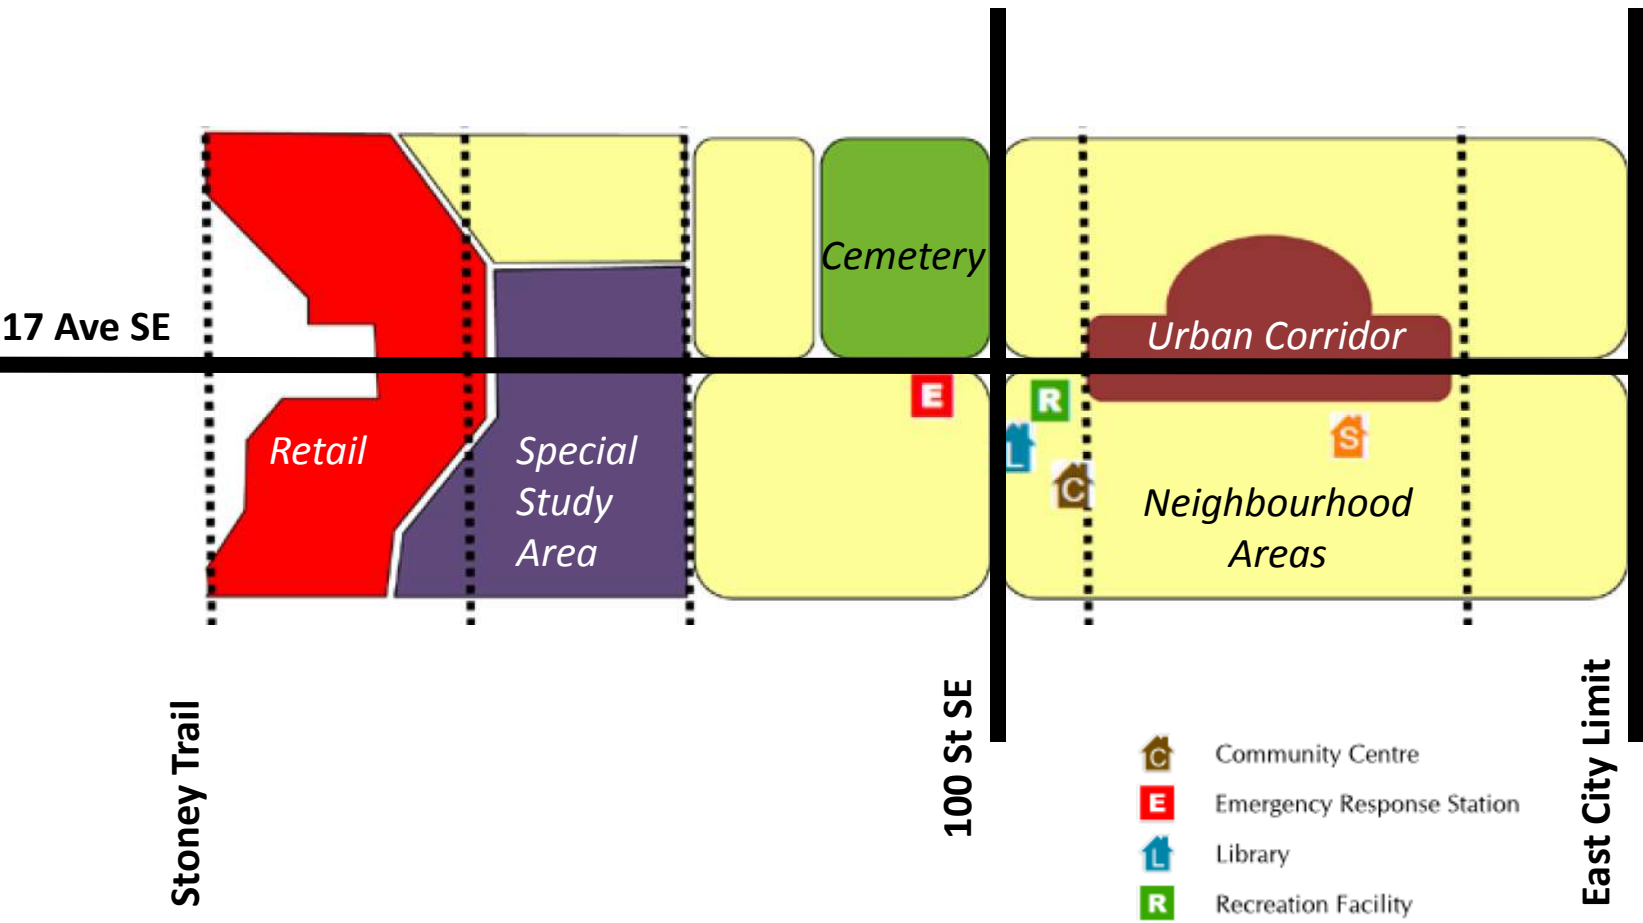 Cemetery
17 Ave SE
Urban Corridor
E
R
Retail
Special
Study
Area
L
S
C
Neighbourhood
Areas
Stoney Trail
100 St SE
East City Limit
C Community Centre
E Emergency Response Station
L Library
R Recreation Facility